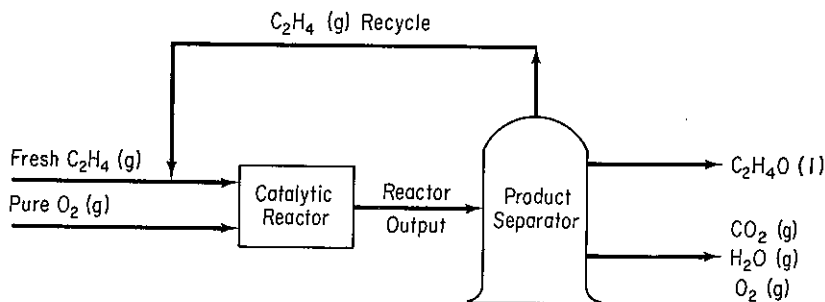 C₂H₄ (g) Recycle
Fresh C₂H₄ (g)
Pure O₂ (g)
Catalytic
Reactor
Reactor
Output
Product
Separator
C₂H₄O (l)
CO₂ (g)
H₂O (g)
O₂ (g)